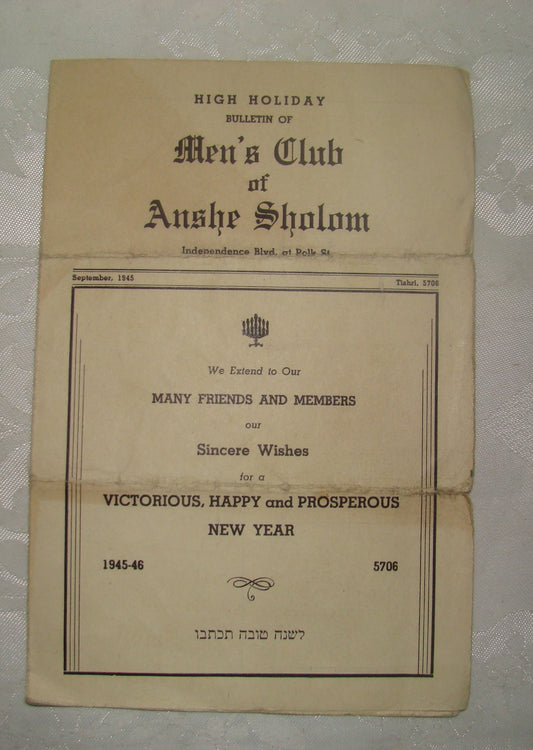 HIGH HOLIDAY
BULLETIN OF
Men's Club
of
Anshe Sholom
Independence Blvd. at Polk St.
September, 1945 Tishri, 5706
We Extend to Our
MANY FRIENDS AND MEMBERS
our
Sincere Wishes
for a
VICTORIOUS, HAPPY and PROSPEROUS
NEW YEAR
1945-46 5706
לשנה טובה תכתבו